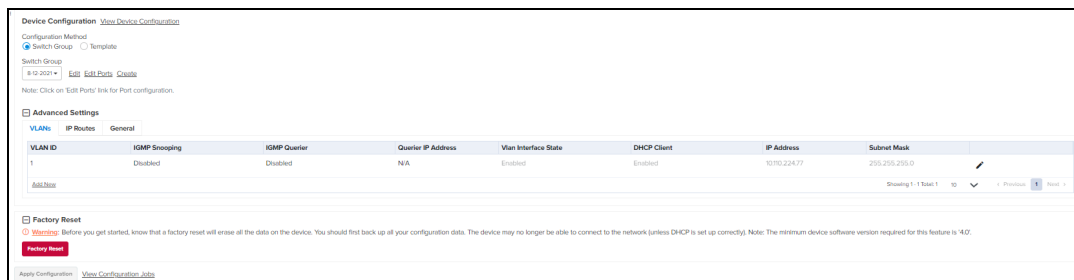 Device Configuration View Device Configuration
Configuration Method
Switch Group Template
Switch Group
8-12-2021 Edit Edit Ports Create
Note: Click on 'Edit Ports' link for Port configuration.
Advanced Settings
VLANs IP Routes General
VLAN ID IGMP Snooping IGMP Querier Querier IP Address Vlan Interface State DHCP Client IP Address Subnet Mask
1 Disabled Disabled N/A Enabled Enabled 10.110.224.77 255.255.255.0
Add New Showing 1 - 1 Total: 1 10 < Previous 1 Next >
Factory Reset
Warning: Before you get started, know that a factory reset will erase all the data on the device. You should first back up all your configuration data. The device may no longer be able to connect to the network (unless DHCP is set up correctly). Note: The minimum device software version required for this feature is '4.0'.
Factory Reset
Apply Configuration View Configuration Jobs